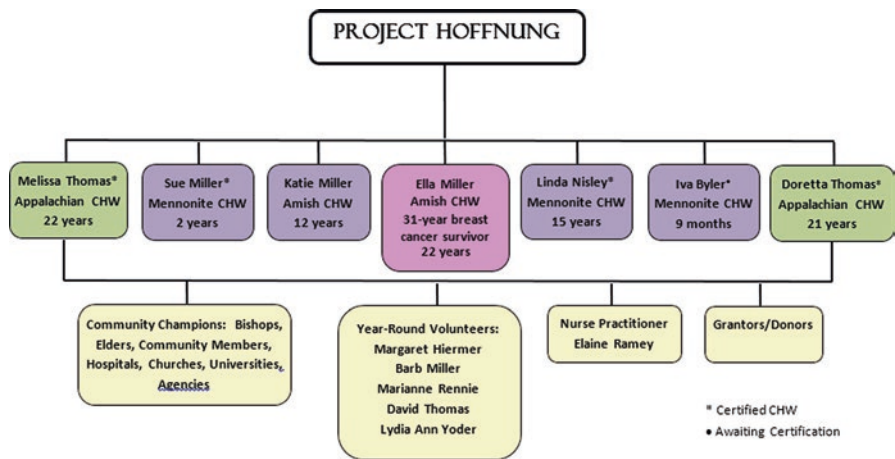 PROJECT HOFFNUNG
Melissa Thomas*
Appalachian CHW
22 years
Sue Miller*
Mennonite CHW
2 years
Katie Miller
Amish CHW
12 years
Ella Miller
Amish CHW
31-year breast
cancer survivor
22 years
Linda Nisley*
Mennonite CHW
15 years
Iva Byler*
Mennonite CHW
9 months
Doretta Thomas*
Appalachian CHW
21 years
Community Champions: Bishops,
Elders, Community Members,
Hospitals, Churches, Universities,
Agencies
Year-Round Volunteers:
Margaret Hiermer
Barb Miller
Marianne Rennie
David Thomas
Lydia Ann Yoder
Nurse Practitioner
Elaine Ramey
Grantors/Donors
* Certified CHW
• Awaiting Certification